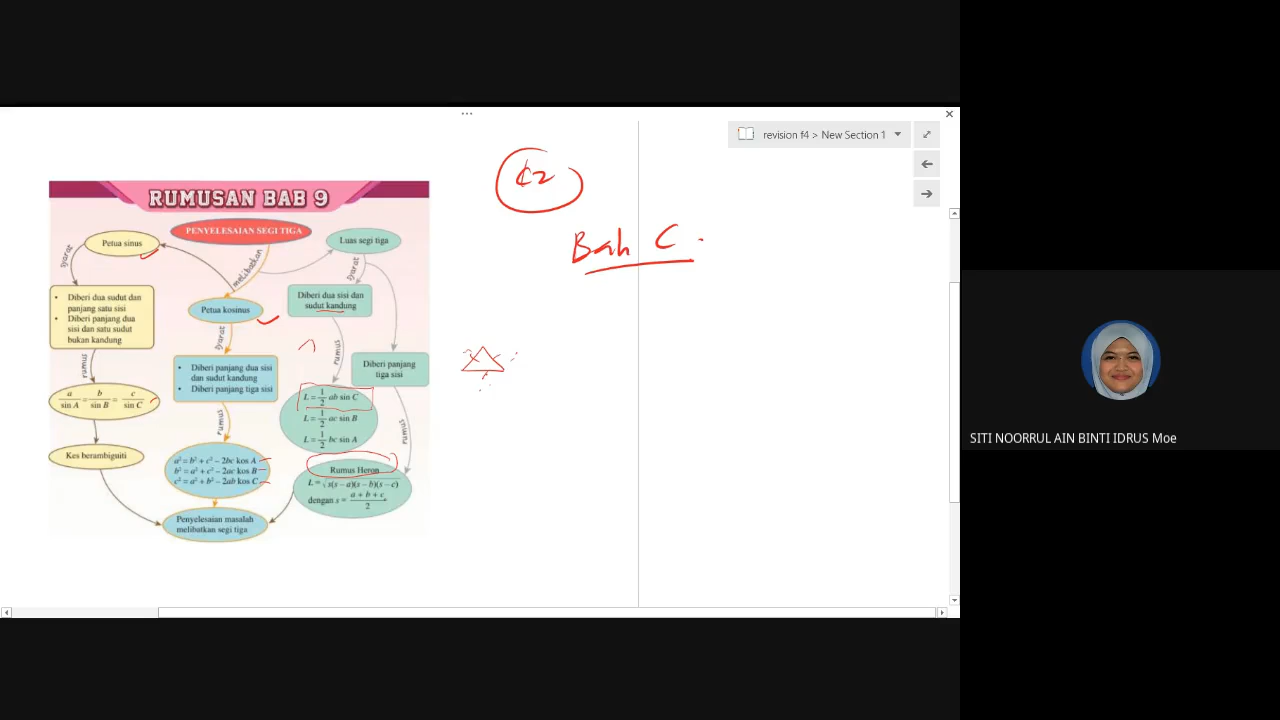 revision f4 > New Section 1
RUMUSAN BAB 9
PENYELESAIAN SEGI TIGA
Petua sinus
Luas segi tiga
syarat
melibatkan
syarat
Diberi dua sudut dan
panjang satu sisi
Diberi panjang dua
sisi dan satu sudut
bukan kandung
Petua kosinus
Diberi dua sisi dan
sudut kandung
syarat
rumus
rumus
Diberi panjang dua sisi
dan sudut kandung
Diberi panjang tiga sisi
Diberi panjang
tiga sisi
a/sin A = b/sin B = c/sin C
L = 1/2 ab sin C
L = 1/2 ac sin B
L = 1/2 bc sin A
rumus
rumus
Kes berambiguiti
a² = b² + c² – 2bc kos A
b² = a² + c² – 2ac kos B
c² = a² + b² – 2ab kos C
Rumus Heron
L = √s(s – a)(s – b)(s – c)
dengan s = a + b + c/2
Penyelesaian masalah
melibatkan segi tiga
Bah C.
SITI NOORRUL AIN BINTI IDRUS Moe